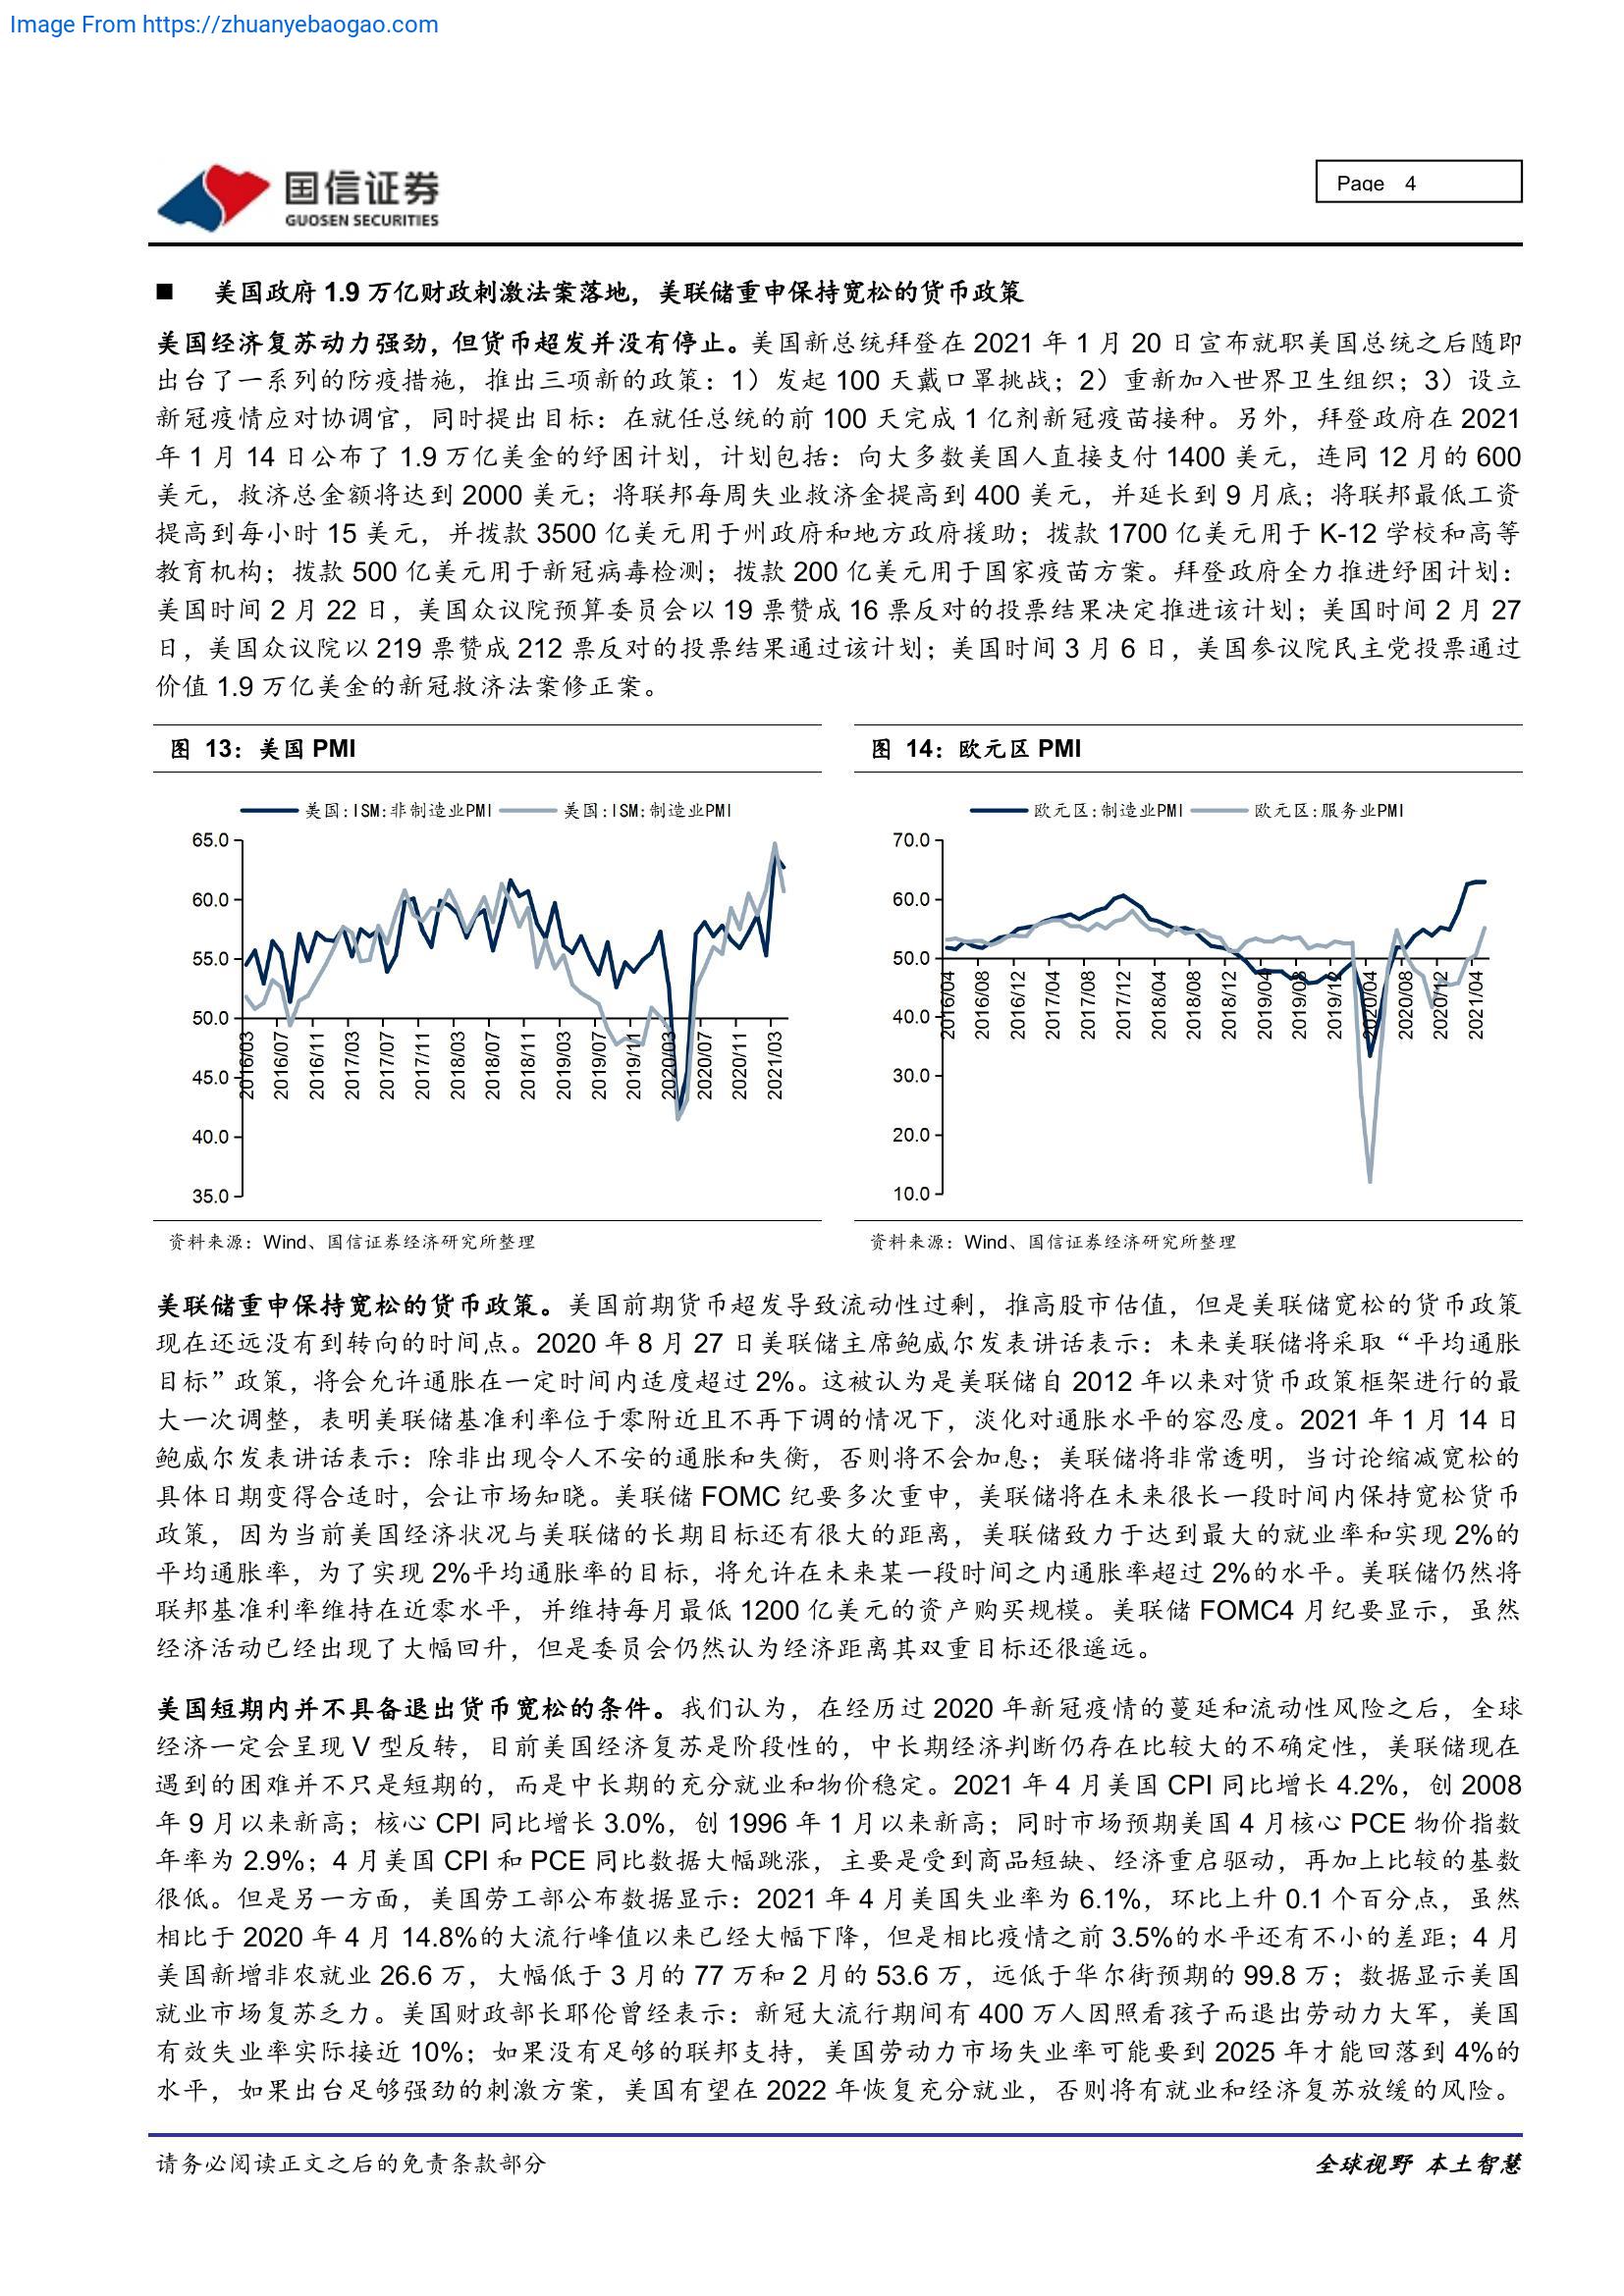 Image From https://zhuanyebaogao.com
国信证券
GUOSEN SECURITIES
Page 4
■ 美国政府 1.9 万亿财政刺激法案落地，美联储重申保持宽松的货币政策
美国经济复苏动力强劲，但货币超发并没有停止。美国新总统拜登在 2021 年 1 月 20 日宣布就职美国总统之后随即
出台了一系列的防疫措施，推出三项新的政策：1）发起 100 天戴口罩挑战；2）重新加入世界卫生组织；3）设立
新冠疫情应对协调官，同时提出目标：在就任总统的前 100 天完成 1 亿剂新冠疫苗接种。另外，拜登政府在 2021
年 1 月 14 日公布了 1.9 万亿美金的纾困计划，计划包括：向大多数美国人直接支付 1400 美元，连同 12 月的 600
美元，救济总金额将达到 2000 美元；将联邦每周失业救济金提高到 400 美元，并延长到 9 月底；将联邦最低工资
提高到每小时 15 美元，并拨款 3500 亿美元用于州政府和地方政府援助；拨款 1700 亿美元用于 K-12 学校和高等
教育机构；拨款 500 亿美元用于新冠病毒检测；拨款 200 亿美元用于国家疫苗方案。拜登政府全力推进纾困计划：
美国时间 2 月 22 日，美国众议院预算委员会以 19 票赞成 16 票反对的投票结果决定推进该计划；美国时间 2 月 27
日，美国众议院以 219 票赞成 212 票反对的投票结果通过该计划；美国时间 3 月 6 日，美国参议院民主党投票通过
价值 1.9 万亿美金的新冠救济法案修正案。
图 13：美国 PMI
美国:ISM:非制造业PMI 美国:ISM:制造业PMI
65.0
60.0
55.0
50.0
45.0
40.0
35.0
2016/03 2016/07 2016/11 2017/03 2017/07 2017/11 2018/03 2018/07 2018/11 2019/03 2019/07 2019/11 2020/03 2020/07 2020/11 2021/03
资料来源：Wind、国信证券经济研究所整理
图 14：欧元区 PMI
欧元区:制造业PMI 欧元区:服务业PMI
70.0
60.0
50.0
40.0
30.0
20.0
10.0
2016/04 2016/08 2016/12 2017/04 2017/08 2017/12 2018/04 2018/08 2018/12 2019/04 2019/08 2019/12 2020/04 2020/08 2020/12 2021/04
资料来源：Wind、国信证券经济研究所整理
美联储重申保持宽松的货币政策。美国前期货币超发导致流动性过剩，推高股市估值，但是美联储宽松的货币政策
现在还远没有到转向的时间点。2020 年 8 月 27 日美联储主席鲍威尔发表讲话表示：未来美联储将采取“平均通胀
目标”政策，将会允许通胀在一定时间内适度超过 2%。这被认为是美联储自 2012 年以来对货币政策框架进行的最
大一次调整，表明美联储基准利率位于零附近且不再下调的情况下，淡化对通胀水平的容忍度。2021 年 1 月 14 日
鲍威尔发表讲话表示：除非出现令人不安的通胀和失衡，否则将不会加息；美联储将非常透明，当讨论缩减宽松的
具体日期变得合适时，会让市场知晓。美联储 FOMC 纪要多次重申，美联储将在未来很长一段时间内保持宽松货币
政策，因为当前美国经济状况与美联储的长期目标还有很大的距离，美联储致力于达到最大的就业率和实现 2%的
平均通胀率，为了实现 2%平均通胀率的目标，将允许在未来某一段时间之内通胀率超过 2%的水平。美联储仍然将
联邦基准利率维持在近零水平，并维持每月最低 1200 亿美元的资产购买规模。美联储 FOMC4 月纪要显示，虽然
经济活动已经出现了大幅回升，但是委员会仍然认为经济距离其双重目标还很遥远。
美国短期内并不具备退出货币宽松的条件。我们认为，在经历过 2020 年新冠疫情的蔓延和流动性风险之后，全球
经济一定会呈现 V 型反转，目前美国经济复苏是阶段性的，中长期经济判断仍存在比较大的不确定性，美联储现在
遇到的困难并不只是短期的，而是中长期的充分就业和物价稳定。2021 年 4 月美国 CPI 同比增长 4.2%，创 2008
年 9 月以来新高；核心 CPI 同比增长 3.0%，创 1996 年 1 月以来新高；同时市场预期美国 4 月核心 PCE 物价指数
年率为 2.9%；4 月美国 CPI 和 PCE 同比数据大幅跳涨，主要是受到商品短缺、经济重启驱动，再加上比较的基数
很低。但是另一方面，美国劳工部公布数据显示：2021 年 4 月美国失业率为 6.1%，环比上升 0.1 个百分点，虽然
相比于 2020 年 4 月 14.8%的大流行峰值以来已经大幅下降，但是相比疫情之前 3.5%的水平还有不小的差距；4 月
美国新增非农就业 26.6 万，大幅低于 3 月的 77 万和 2 月的 53.6 万，远低于华尔街预期的 99.8 万；数据显示美国
就业市场复苏乏力。美国财政部长耶伦曾经表示：新冠大流行期间有 400 万人因照看孩子而退出劳动力大军，美国
有效失业率实际接近 10%；如果没有足够的联邦支持，美国劳动力市场失业率可能要到 2025 年才能回落到 4%的
水平，如果出台足够强劲的刺激方案，美国有望在 2022 年恢复充分就业，否则将有就业和经济复苏放缓的风险。
请务必阅读正文之后的免责条款部分
全球视野 本土智慧